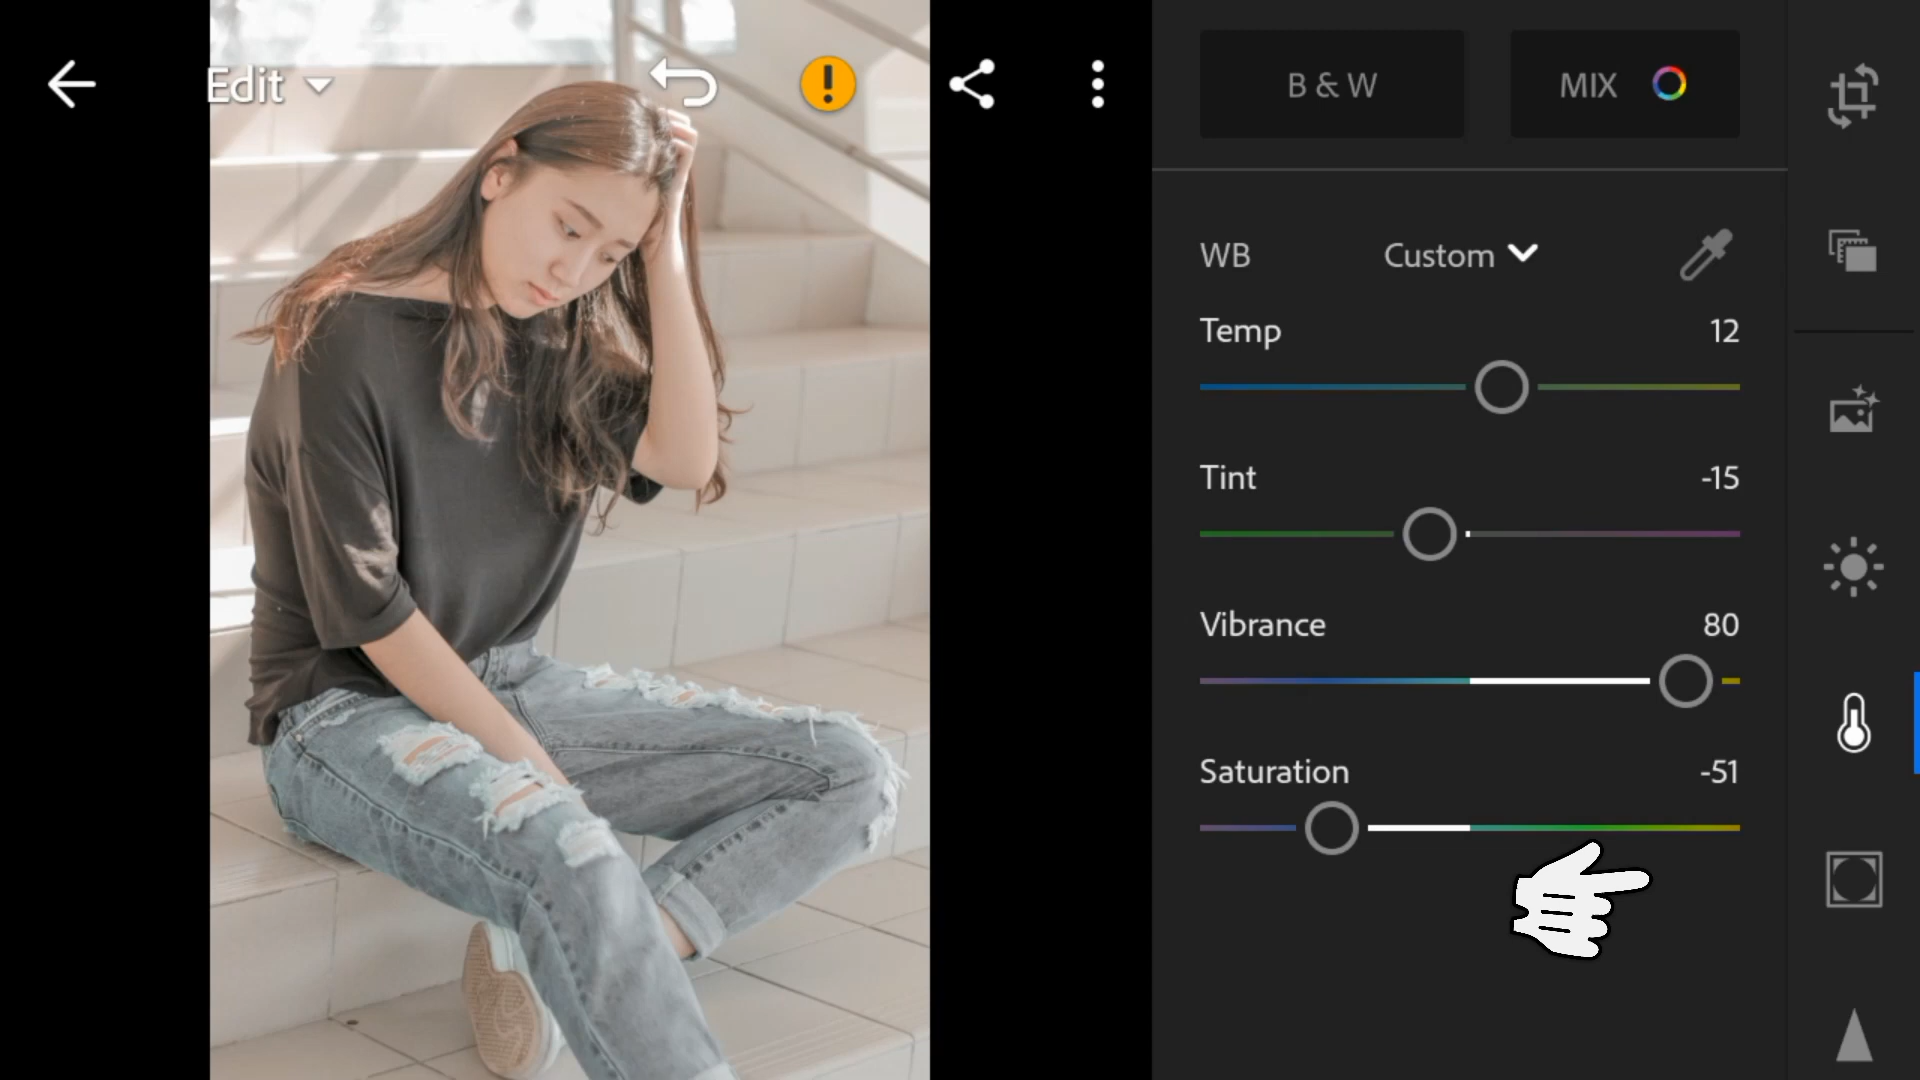 Edit
B & W
MIX
WB
Custom
Temp
12
Tint
-15
Vibrance
80
Saturation
-51